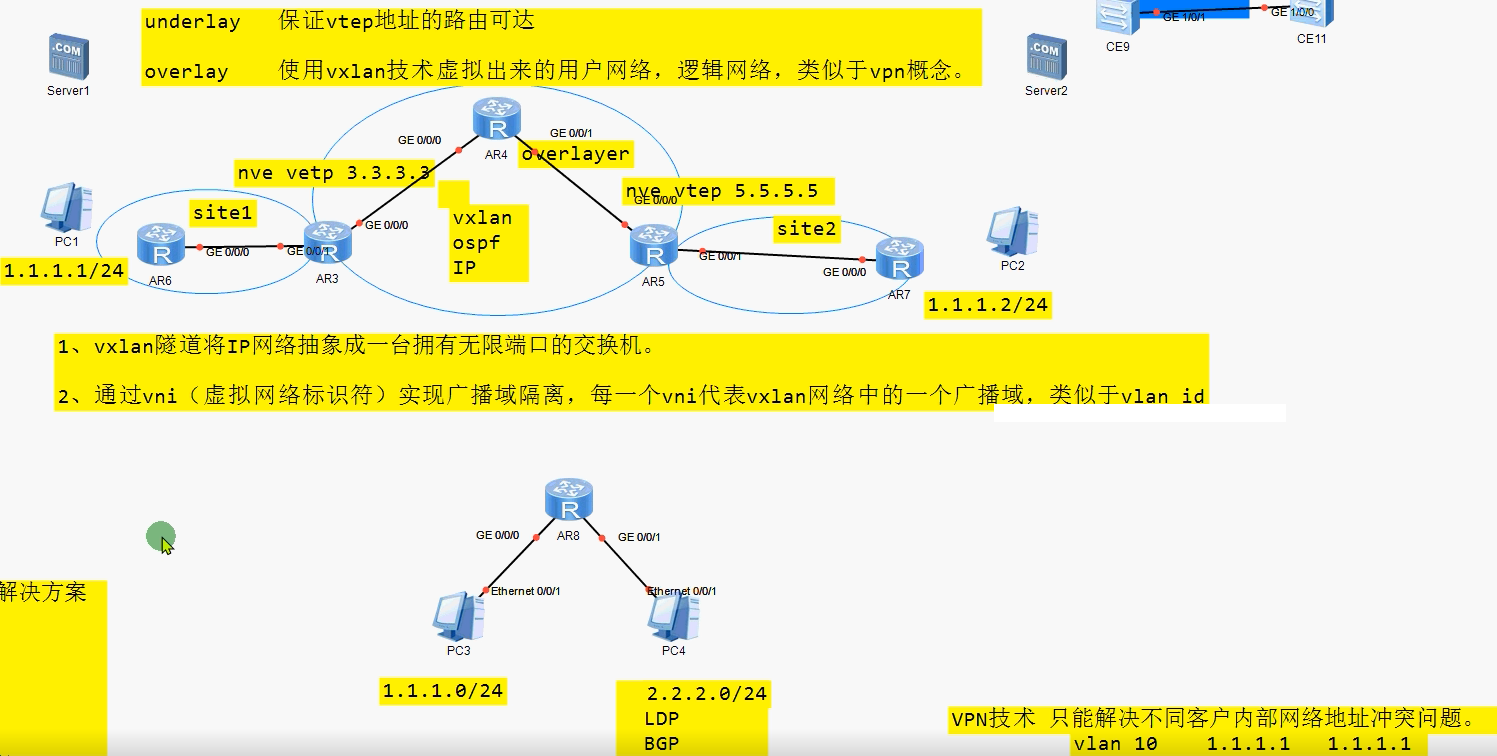 underlay 保证vtep地址的路由可达
overlay 使用vxlan技术虚拟出来的用户网络，逻辑网络，类似于vpn概念。
.COM
Server1
.COM
Server2
GE 1/0/1
GE 1/0/0
CE9
CE11
GE 0/0/0
R
AR4
GE 0/0/1
overlayer
nve vetp 3.3.3.3
nve vtep 5.5.5.5
GE 0/0/0
PC1
site1
R
AR6
GE 0/0/0
GE 0/0/1
R
AR3
GE 0/0/0
vxlan
ospf
IP
R
AR5
GE 0/0/1
site2
GE 0/0/0
R
AR7
PC2
1.1.1.1/24
1.1.1.2/24
1、vxlan隧道将IP网络抽象成一台拥有无限端口的交换机。
2、通过vni（虚拟网络标识符）实现广播域隔离，每一个vni代表vxlan网络中的一个广播域，类似于vlan id
R
AR8
GE 0/0/0
GE 0/0/1
Ethernet 0/0/1
Ethernet 0/0/1
PC3
PC4
解决方案
1.1.1.0/24
2.2.2.0/24
LDP
BGP
VPN技术 只能解决不同客户内部网络地址冲突问题。
vlan 10 1.1.1.1 1.1.1.1